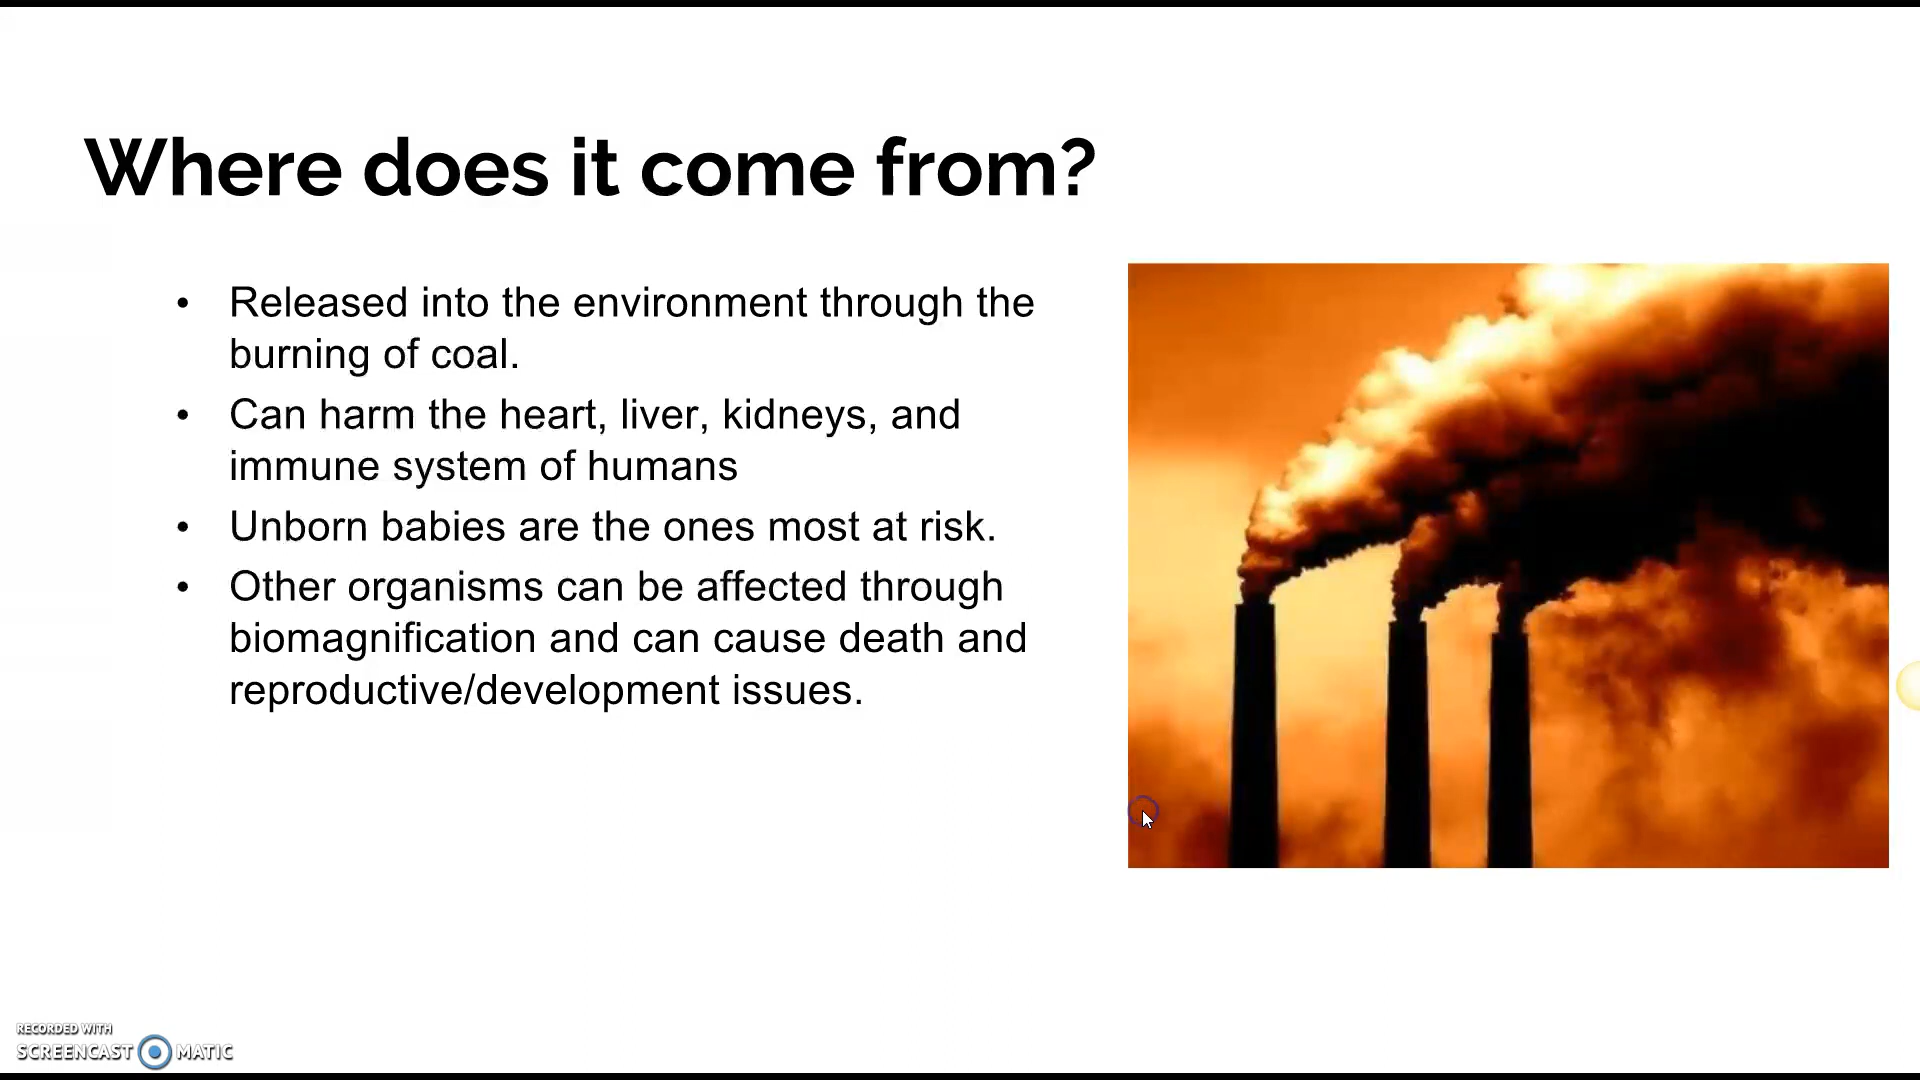 Where does it come from?
• Released into the environment through the
burning of coal.
• Can harm the heart, liver, kidneys, and
immune system of humans
• Unborn babies are the ones most at risk.
• Other organisms can be affected through
biomagnification and can cause death and
reproductive/development issues.
RECORDED WITH
SCREENCAST MATIC